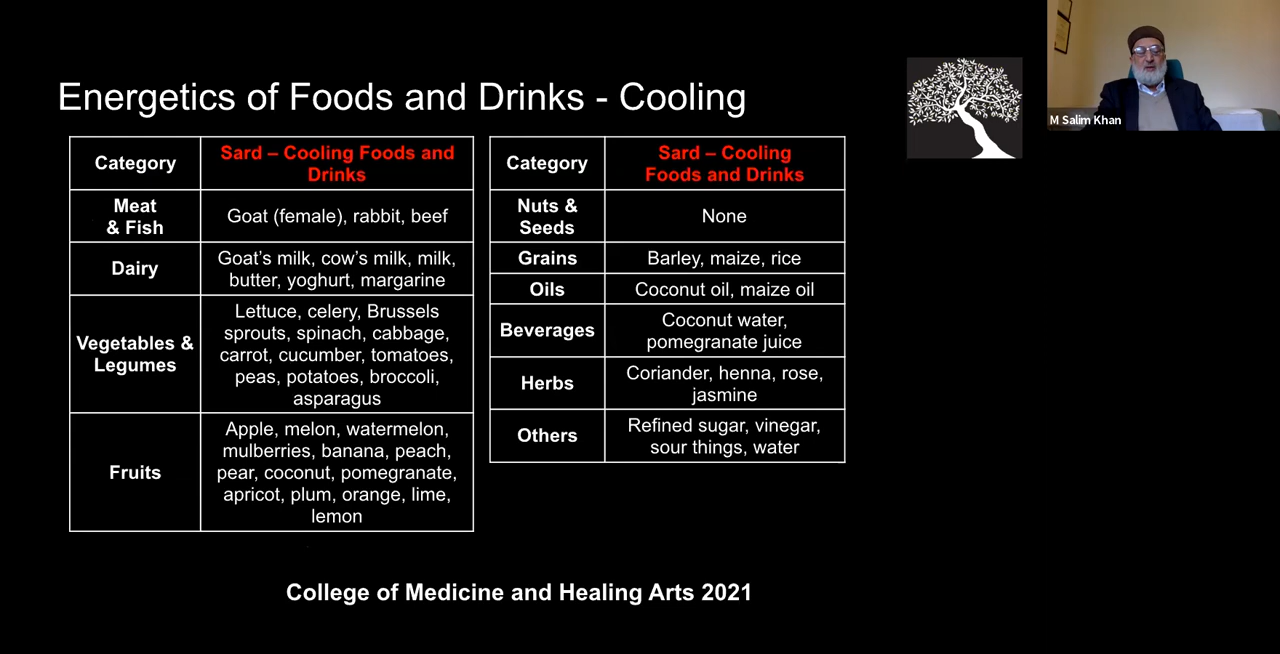 Energetics of Foods and Drinks - Cooling
M Salim Khan
Category
Sard – Cooling Foods and
Drinks
Meat
& Fish
Goat (female), rabbit, beef
Dairy
Goat’s milk, cow’s milk, milk,
butter, yoghurt, margarine
Vegetables &
Legumes
Lettuce, celery, Brussels
sprouts, spinach, cabbage,
carrot, cucumber, tomatoes,
peas, potatoes, broccoli,
asparagus
Fruits
Apple, melon, watermelon,
mulberries, banana, peach,
pear, coconut, pomegranate,
apricot, plum, orange, lime,
lemon
Category
Sard – Cooling
Foods and Drinks
Nuts &
Seeds
None
Grains
Barley, maize, rice
Oils
Coconut oil, maize oil
Beverages
Coconut water,
pomegranate juice
Herbs
Coriander, henna, rose,
jasmine
Others
Refined sugar, vinegar,
sour things, water
College of Medicine and Healing Arts 2021